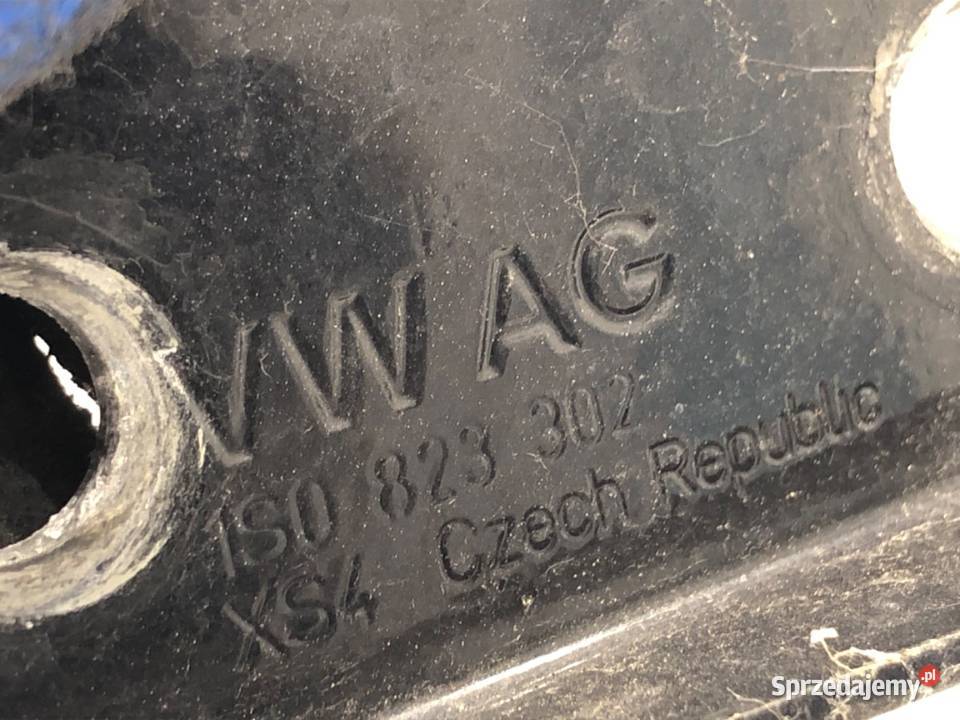 VW AG
1S0 823 302
XS4 Czech Republic
Sprzedajemy.pl